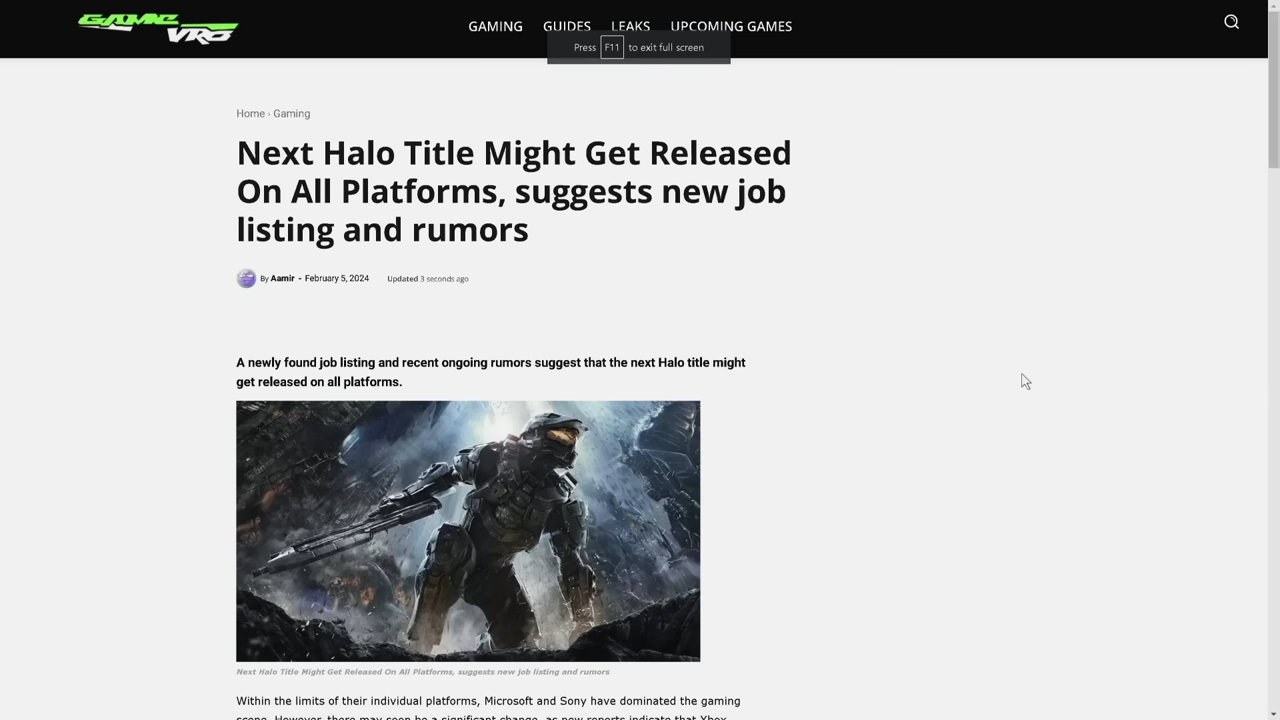 GAME
VRO
GAMING GUIDES LEAKS UPCOMING GAMES
Press F11 to exit full screen
Home › Gaming
Next Halo Title Might Get Released
On All Platforms, suggests new job
listing and rumors
By Aamir - February 5, 2024 Updated 3 seconds ago
A newly found job listing and recent ongoing rumors suggest that the next Halo title might
get released on all platforms.
Next Halo Title Might Get Released On All Platforms, suggests new job listing and rumors
Within the limits of their individual platforms, Microsoft and Sony have dominated the gaming
scene. However, there may soon be a significant change, as new reports indicate that Xbox